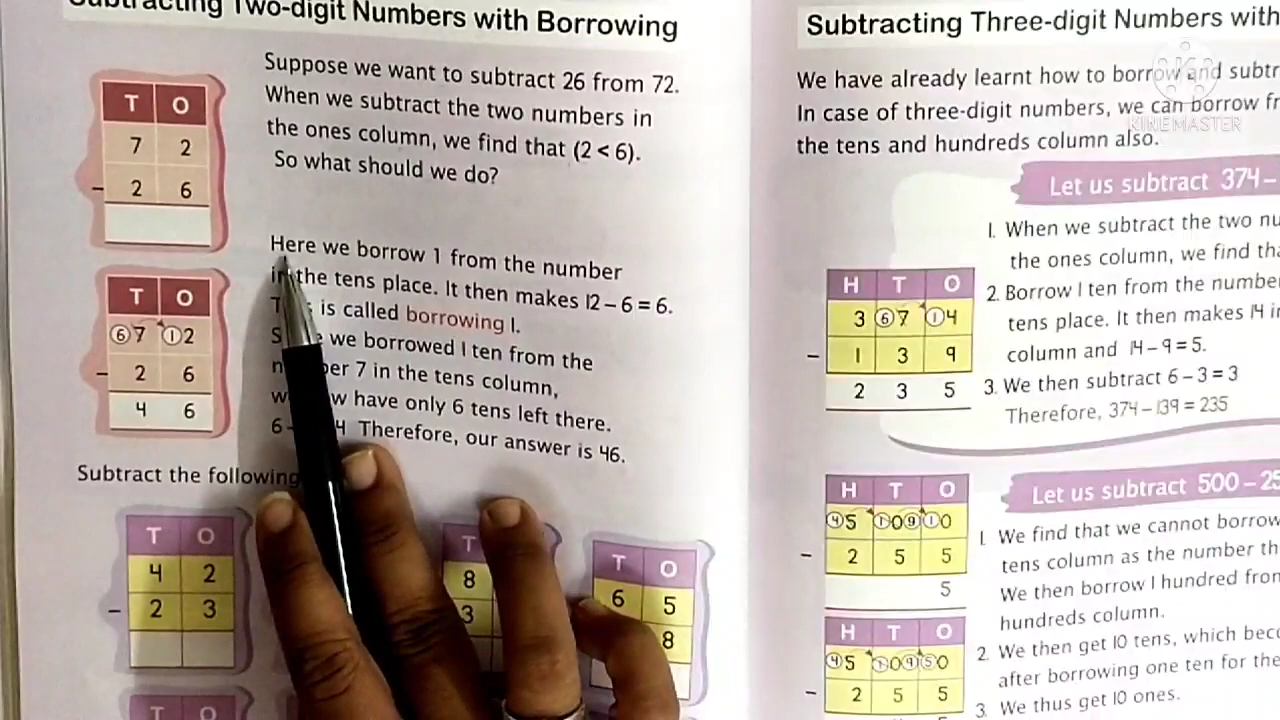 Subtracting Two-digit Numbers with Borrowing
T O
7 2
- 2 6
Suppose we want to subtract 26 from 72.
When we subtract the two numbers in
the ones column, we find that (2 < 6).
So what should we do?
T O
6 7 1 2
- 2 6
4 6
Here we borrow 1 from the number
in the tens place. It then makes 12 - 6 = 6.
is called borrowing 1.
we borrowed 1 ten from the
7 in the tens column,
have only 6 tens left there.
6 - 4 Therefore, our answer is 46.
Subtract the following
T O
4 2
- 2 3
T
8
3
T O
6 5
8
T O
T
Subtracting Three-digit Numbers with
We have already learnt how to borrow and
In case of three-digit numbers, we can borrow
the tens and hundreds column also.
KINEMASTER
Let us subtract 374 -
H T O
3 6 7 1 4
- 1 3 9
2 3 5
1. When we subtract the two
the ones column, we find
2. Borrow 1 ten from the
tens place. It then makes 14
column and 14 - 9 = 5.
3. We then subtract 6 - 3 = 3
Therefore, 374 - 139 = 235
Let us subtract 500 -
H T O
4 5 1 0 9 1 0
- 2 5 5
5
H T O
4 5 1 0 9 0
- 2 5 5
1. We find that we cannot borrow
tens column as the number
We then borrow 1 hundred from
hundreds column.
2. We then get 10 tens, which
after borrowing one ten for the
3. We thus get 10 ones.